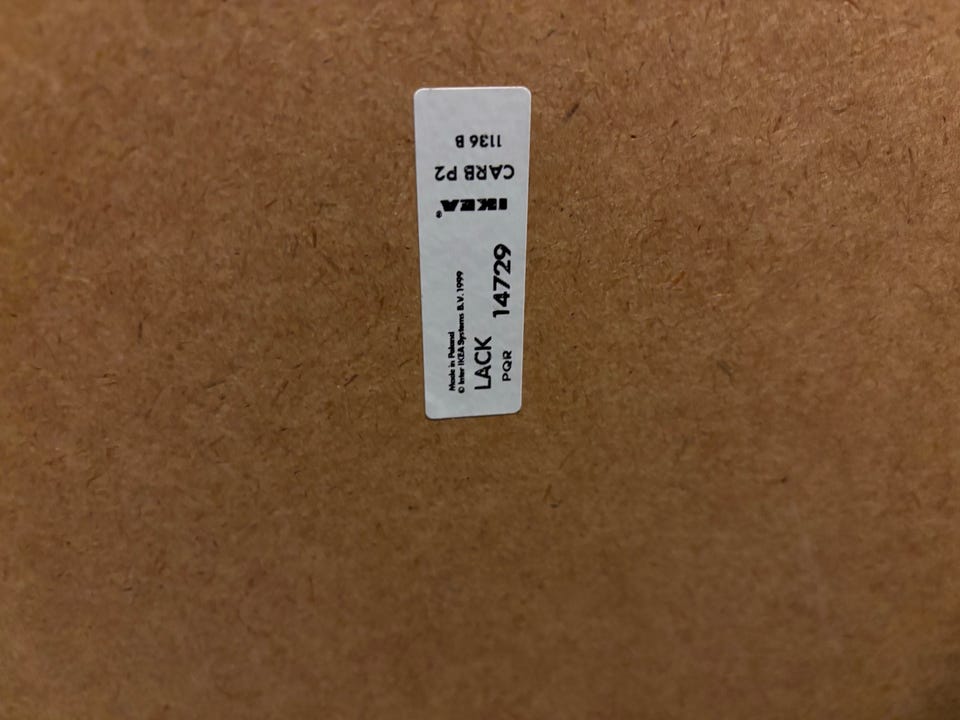 1136 B
CARB P2
IKEA®
Made in Poland
© Inter IKEA Systems B.V. 1999
LACK 14729
PQR